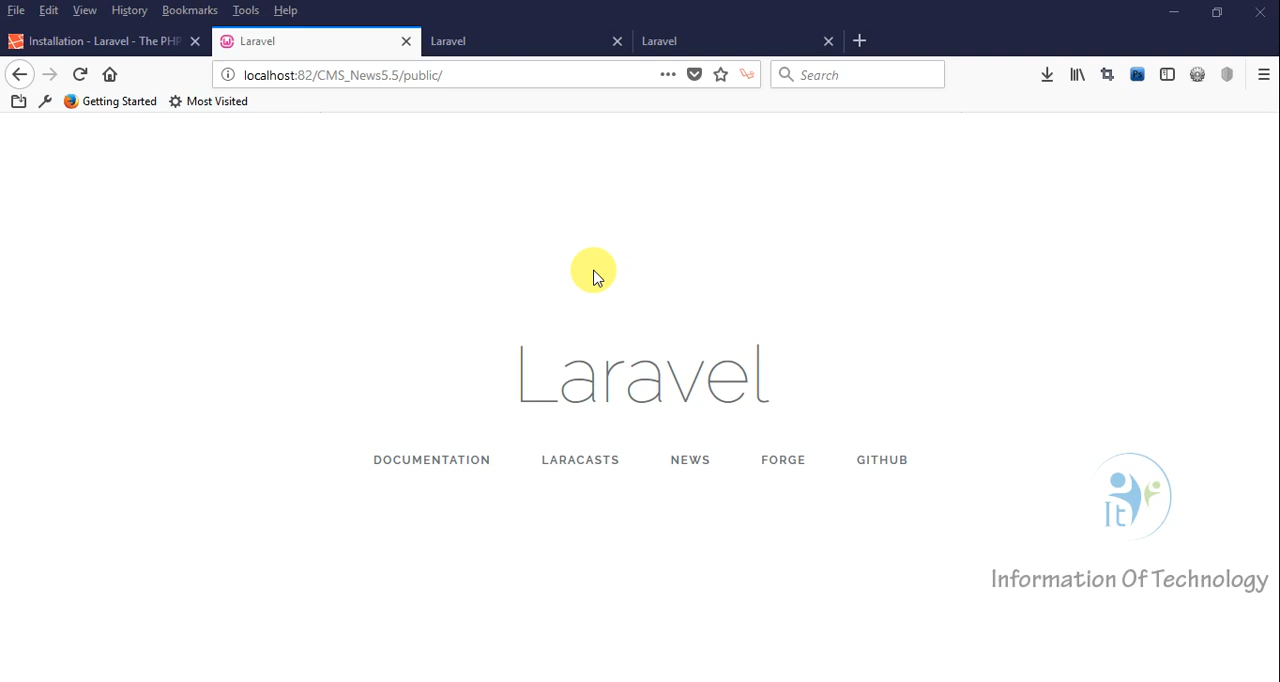 File Edit View History Bookmarks Tools Help
Installation - Laravel - The PHP
Laravel
Laravel
Laravel
localhost:82/CMS_News5.5/public/
Search
Ps
Getting Started
Most Visited
Laravel
DOCUMENTATION LARACASTS NEWS FORGE GITHUB
It
Information Of Technology